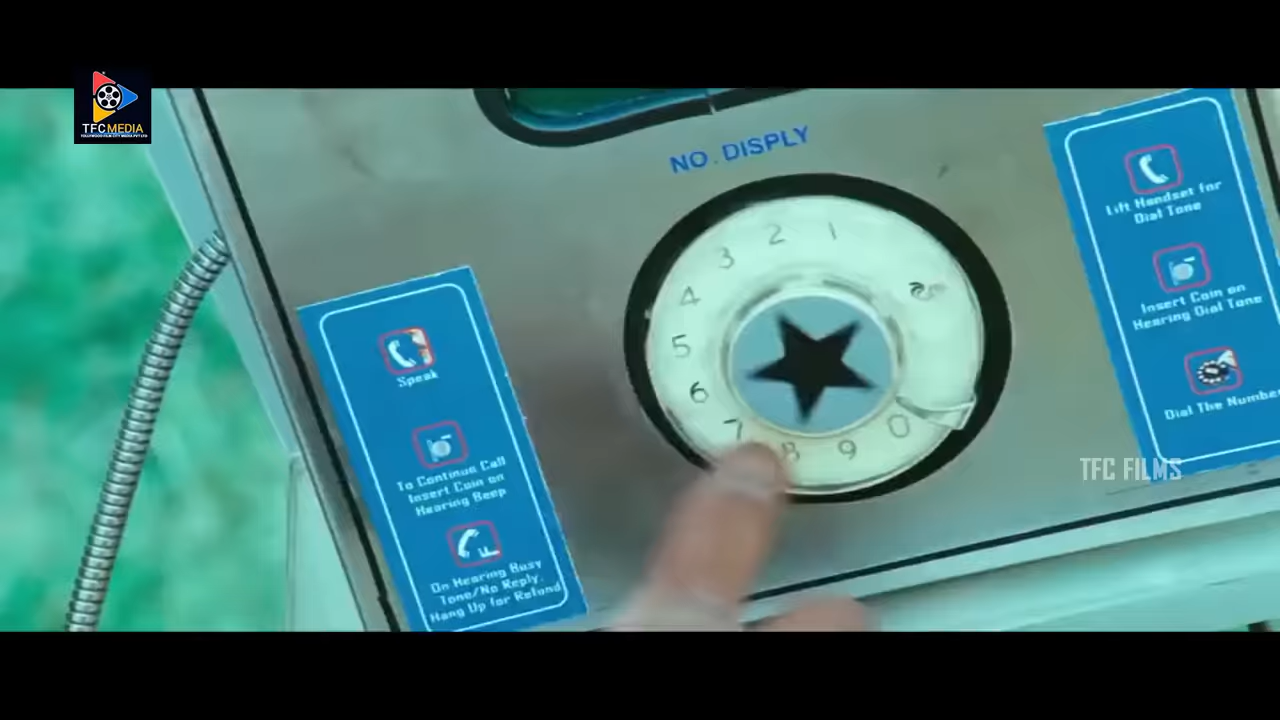 TFCMEDIA
NO. DISPLY
1
2
3
4
5
6
7
8
9
0
Lift Handset for
Dial Tone
Insert Coin on
Hearing Dial Tone
Dial The Number
Speak
To Continue Call
Insert Coin on
Hearing Beep
On Hearing Busy
Tone/No Reply.
Hang Up for Refund
TFC FILMS